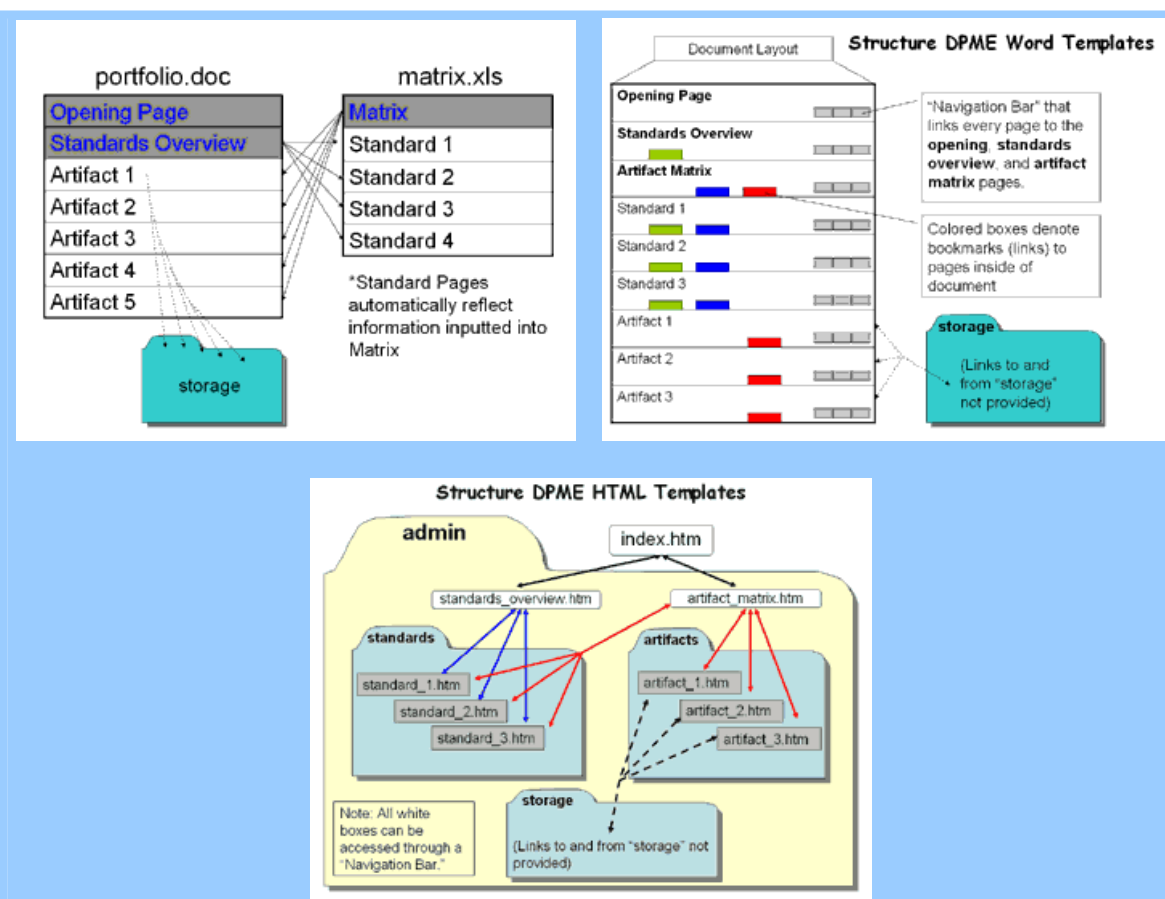 portfolio.doc
Opening Page
Standards Overview
Artifact 1
Artifact 2
Artifact 3
Artifact 4
Artifact 5
storage
matrix.xls
Matrix
Standard 1
Standard 2
Standard 3
Standard 4
*Standard Pages
automatically reflect
information inputted into
Matrix
Structure DPME Word Templates
Document Layout
Opening Page
Standards Overview
Artifact Matrix
Standard 1
Standard 2
Standard 3
Artifact 1
Artifact 2
Artifact 3
"Navigation Bar" that
links every page to the
opening, standards
overview, and artifact
matrix pages.
Colored boxes denote
bookmarks (links) to
pages inside of
document
storage
(Links to and
from "storage"
not provided)
Structure DPME HTML Templates
admin
index.htm
standards_overview.htm
artifact_matrix.htm
standards
standard_1.htm
standard_2.htm
standard_3.htm
artifacts
artifact_1.htm
artifact_2.htm
artifact_3.htm
Note: All white
boxes can be
accessed through a
"Navigation Bar."
storage
(Links to and from "storage" not
provided)